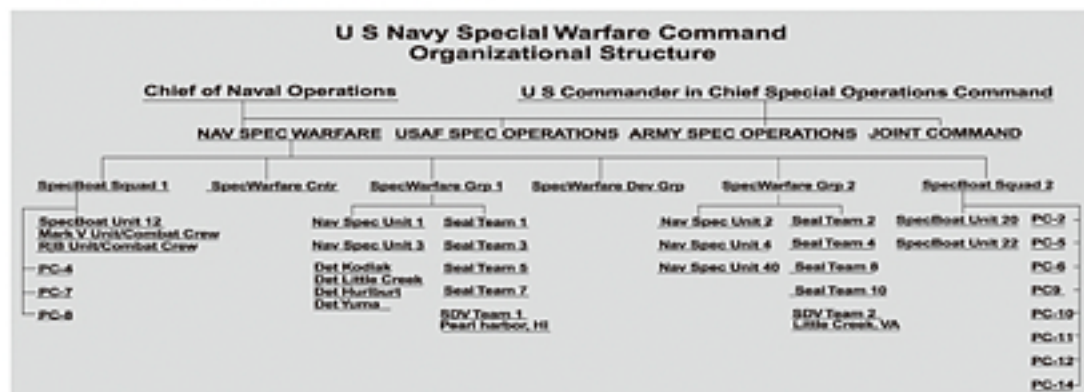 U S Navy Special Warfare Command
Organizational Structure
Chief of Naval Operations
U S Commander in Chief Special Operations Command
NAV SPEC WARFARE
USAF SPEC OPERATIONS
ARMY SPEC OPERATIONS
JOINT COMMAND
SpecBoat Squad 1
SpecWarfare Cntr
SpecWarfare Grp 1
SpecWarfare Dev Grp
SpecWarfare Grp 2
SpecBoat Squad 2
SpecBoat Unit 12
Mark V Unit/Combat Crew
RIB Unit/Combat Crew
PC-4
PC-7
PC-8
Nav Spec Unit 1
Nav Spec Unit 3
Det Kodiak
Det Little Creek
Det Hurlburt
Det Yuma
Seal Team 1
Seal Team 3
Seal Team 5
Seal Team 7
SDV Team 1
Pearl harbor, HI
Nav Spec Unit 2
Nav Spec Unit 4
Nav Spec Unit 40
Seal Team 2
Seal Team 4
Seal Team 8
Seal Team 10
SDV Team 2
Little Creek, VA
SpecBoat Unit 20
SpecBoat Unit 22
PC-2
PC-5
PC-6
PC9
PC-10
PC-11
PC-12
PC-14